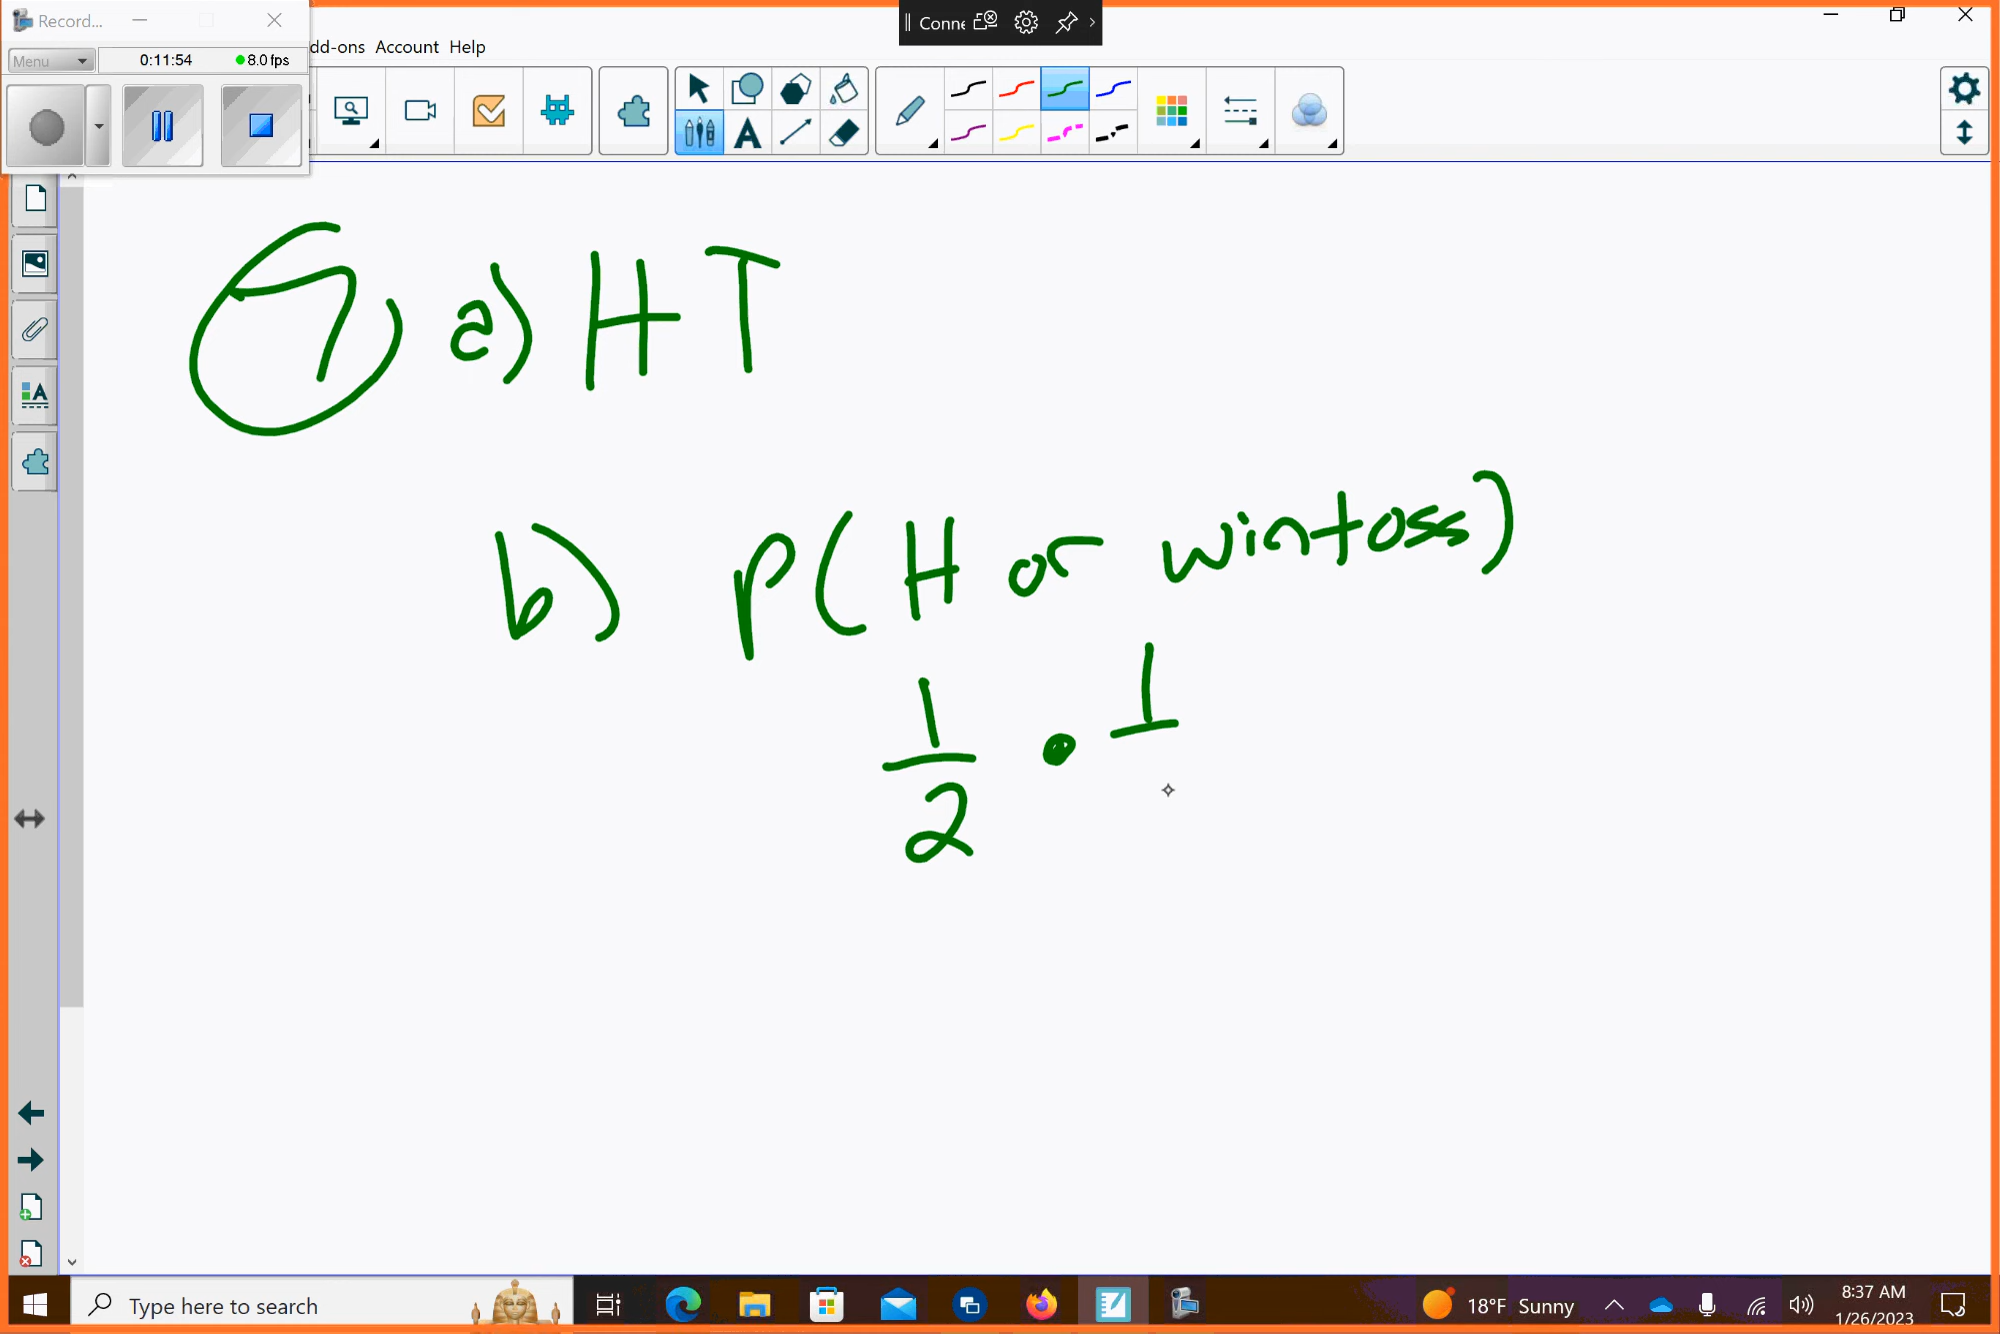 Record...
Conne
Menu
0:11:54
8.0 fps
dd-ons Account Help
7 a) H T
b) P(H or win toss)
1/2 • 1
Type here to search
18°F Sunny
8:37 AM
1/26/2023